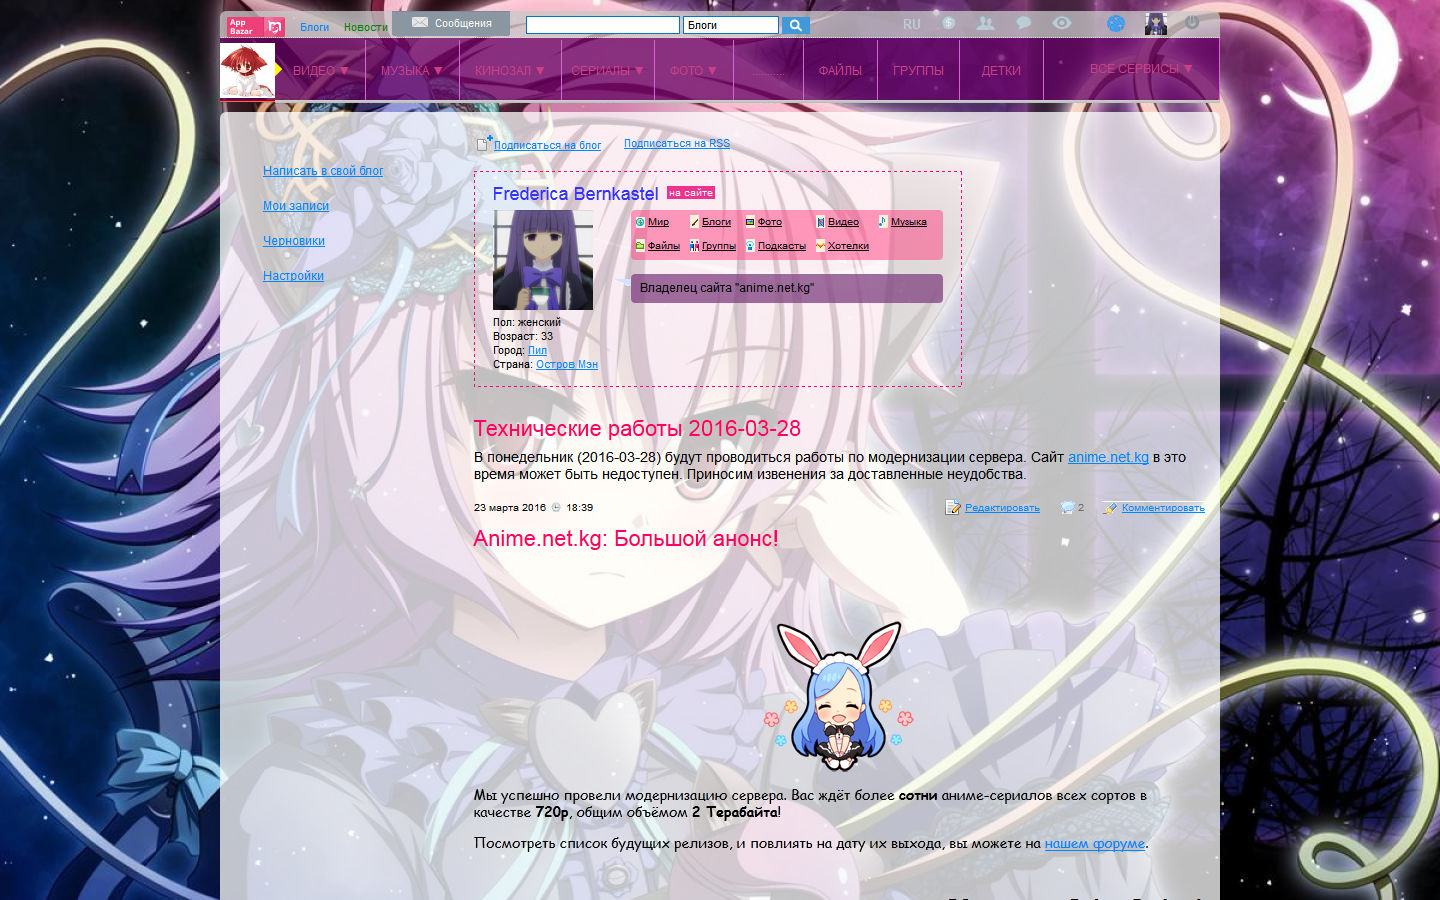 App
Bazar
Блоги
Новости
Сообщения
Блоги
RU
ВИДЕО ▼
МУЗЫКА ▼
КИНОЗАЛ ▼
СЕРИАЛЫ ▼
ФОТО ▼
...........
ФАЙЛЫ
ГРУППЫ
ДЕТКИ
ВСЕ СЕРВИСЫ ▼
Написать в свой блог
Мои записи
Черновики
Настройки
Подписаться на блог
Подписаться на RSS
Frederica Bernkastel на сайте
Мир Блоги Фото Видео Музыка
Файлы Группы Подкасты Хотелки
Владелец сайта "anime.net.kg"
Пол: женский
Возраст: 33
Город: Пил
Страна: Остров Мэн
Технические работы 2016-03-28
В понедельник (2016-03-28) будут проводиться работы по модернизации сервера. Сайт anime.net.kg в это
время может быть недоступен. Приносим извенения за доставленные неудобства.
23 марта 2016 18:39
Редактировать
2
Комментировать
Anime.net.kg: Большой анонс!
Мы успешно провели модернизацию сервера. Вас ждёт более сотни аниме-сериалов всех сортов в
качестве 720p, общим объёмом 2 Терабайта!
Посмотреть список будущих релизов, и повлиять на дату их выхода, вы можете на нашем форуме.